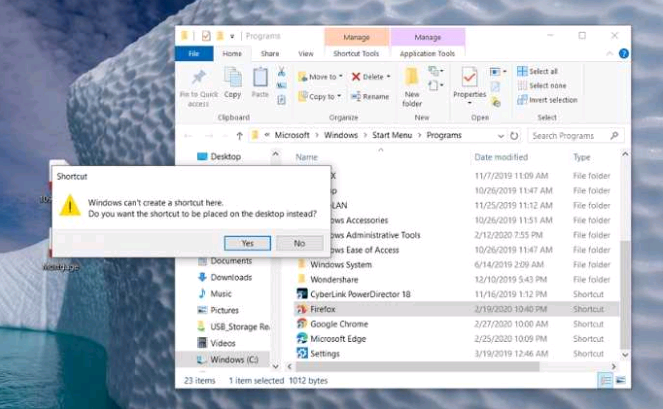 Programs
Manage
Manage
File
Home
Share
View
Shortcut Tools
Application Tools
Pin to Quick access
Copy
Paste
Move to
Copy to
Delete
Rename
New folder
Properties
Select all
Select none
Invert selection
Clipboard
Organize
New
Open
Select
« Microsoft > Windows > Start Menu > Programs
Search Programs
Name
Date modified
Type
Desktop
11/7/2019 11:09 AM File folder
10/26/2019 11:47 AM File folder
11/25/2019 11:12 AM File folder
ows Accessories 10/26/2019 11:51 AM File folder
ows Administrative Tools 2/12/2020 7:55 PM File folder
ows Ease of Access 10/26/2019 11:47 AM File folder
Shortcut
Windows can't create a shortcut here.
Do you want the shortcut to be placed on the desktop instead?
Yes
No
Documents
Downloads
Music
Pictures
USB_Storage Re
Videos
Windows (C:)
Windows System 6/14/2019 2:09 AM File folder
Wondershare 12/10/2019 5:43 PM File folder
CyberLink PowerDirector 18 11/16/2019 1:12 PM Shortcut
Firefox 2/19/2020 10:40 PM Shortcut
Google Chrome 2/27/2020 10:00 AM Shortcut
Microsoft Edge 2/25/2020 10:09 PM Shortcut
Settings 3/19/2019 12:46 AM Shortcut
23 items
1 item selected 1012 bytes